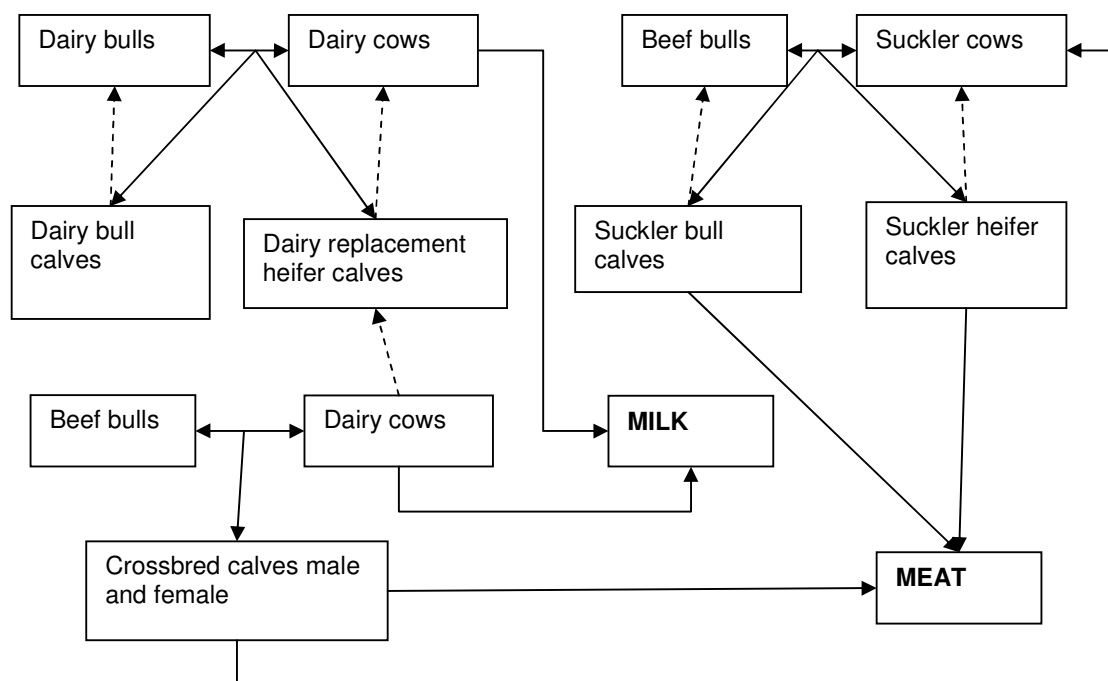 Dairy bulls
Dairy cows
Beef bulls
Suckler cows
Dairy bull
calves
Dairy replacement
heifer calves
Suckler bull
calves
Suckler heifer
calves
Beef bulls
Dairy cows
MILK
Crossbred calves male
and female
MEAT